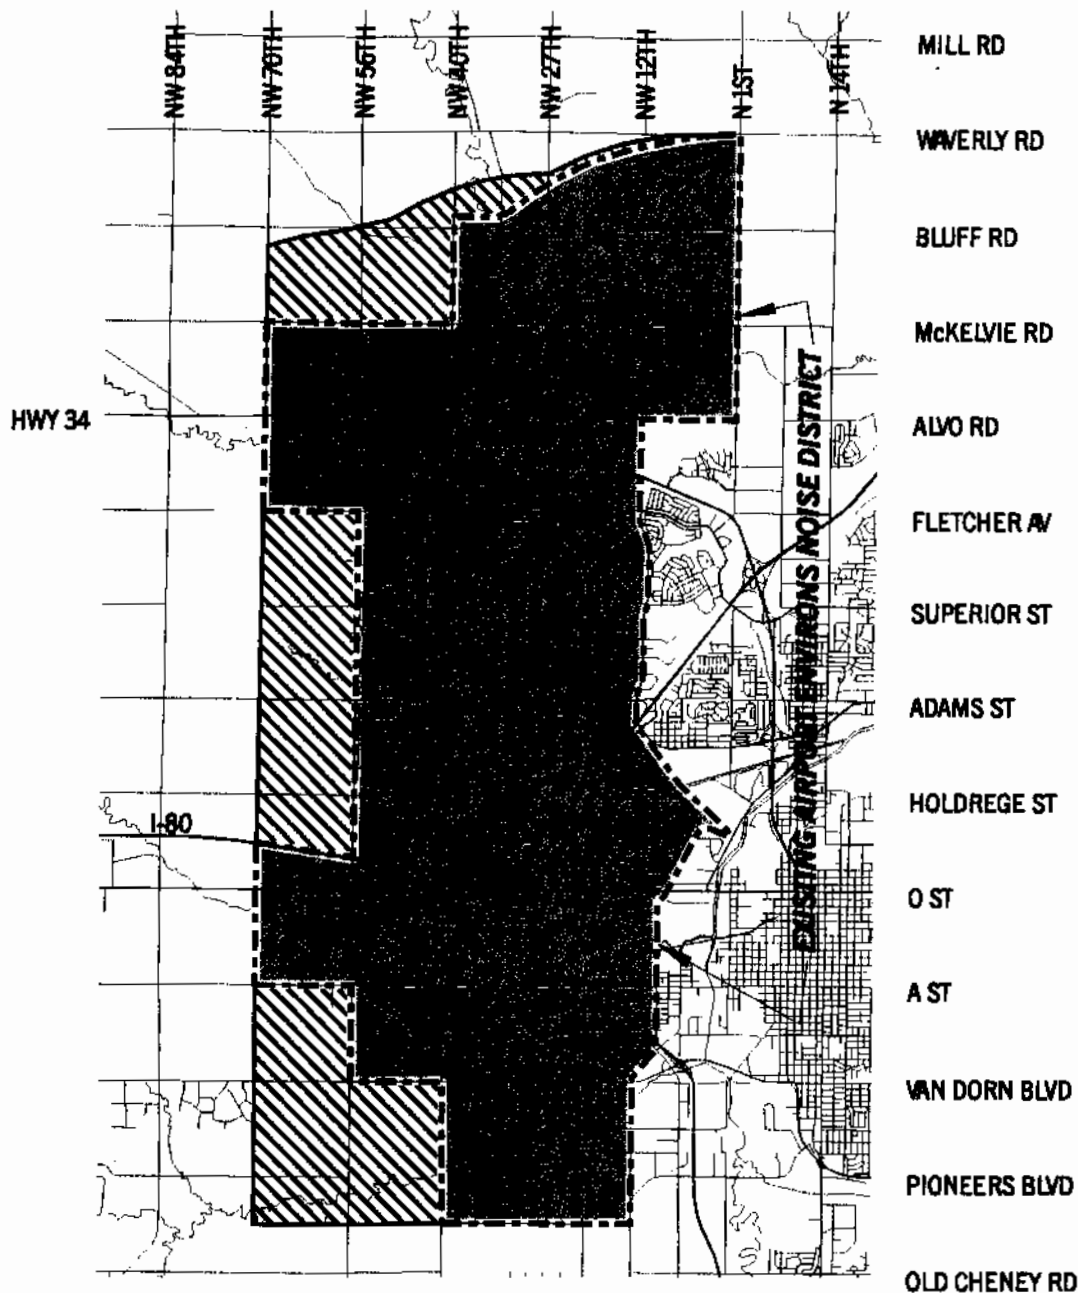 NW 84TH
NW 70TH
NW 56TH
NW 40TH
NW 27TH
NW 12TH
N 1ST
N 14TH
MILL RD
WAVERLY RD
BLUFF RD
McKELVIE RD
HWY 34
ALVO RD
FLETCHER AV
SUPERIOR ST
ADAMS ST
HOLDREGE ST
I-80
O ST
A ST
VAN DORN BLVD
PIONEERS BLVD
OLD CHENEY RD
EXISTING AIRPORT ENVIRONS NOISE DISTRICT